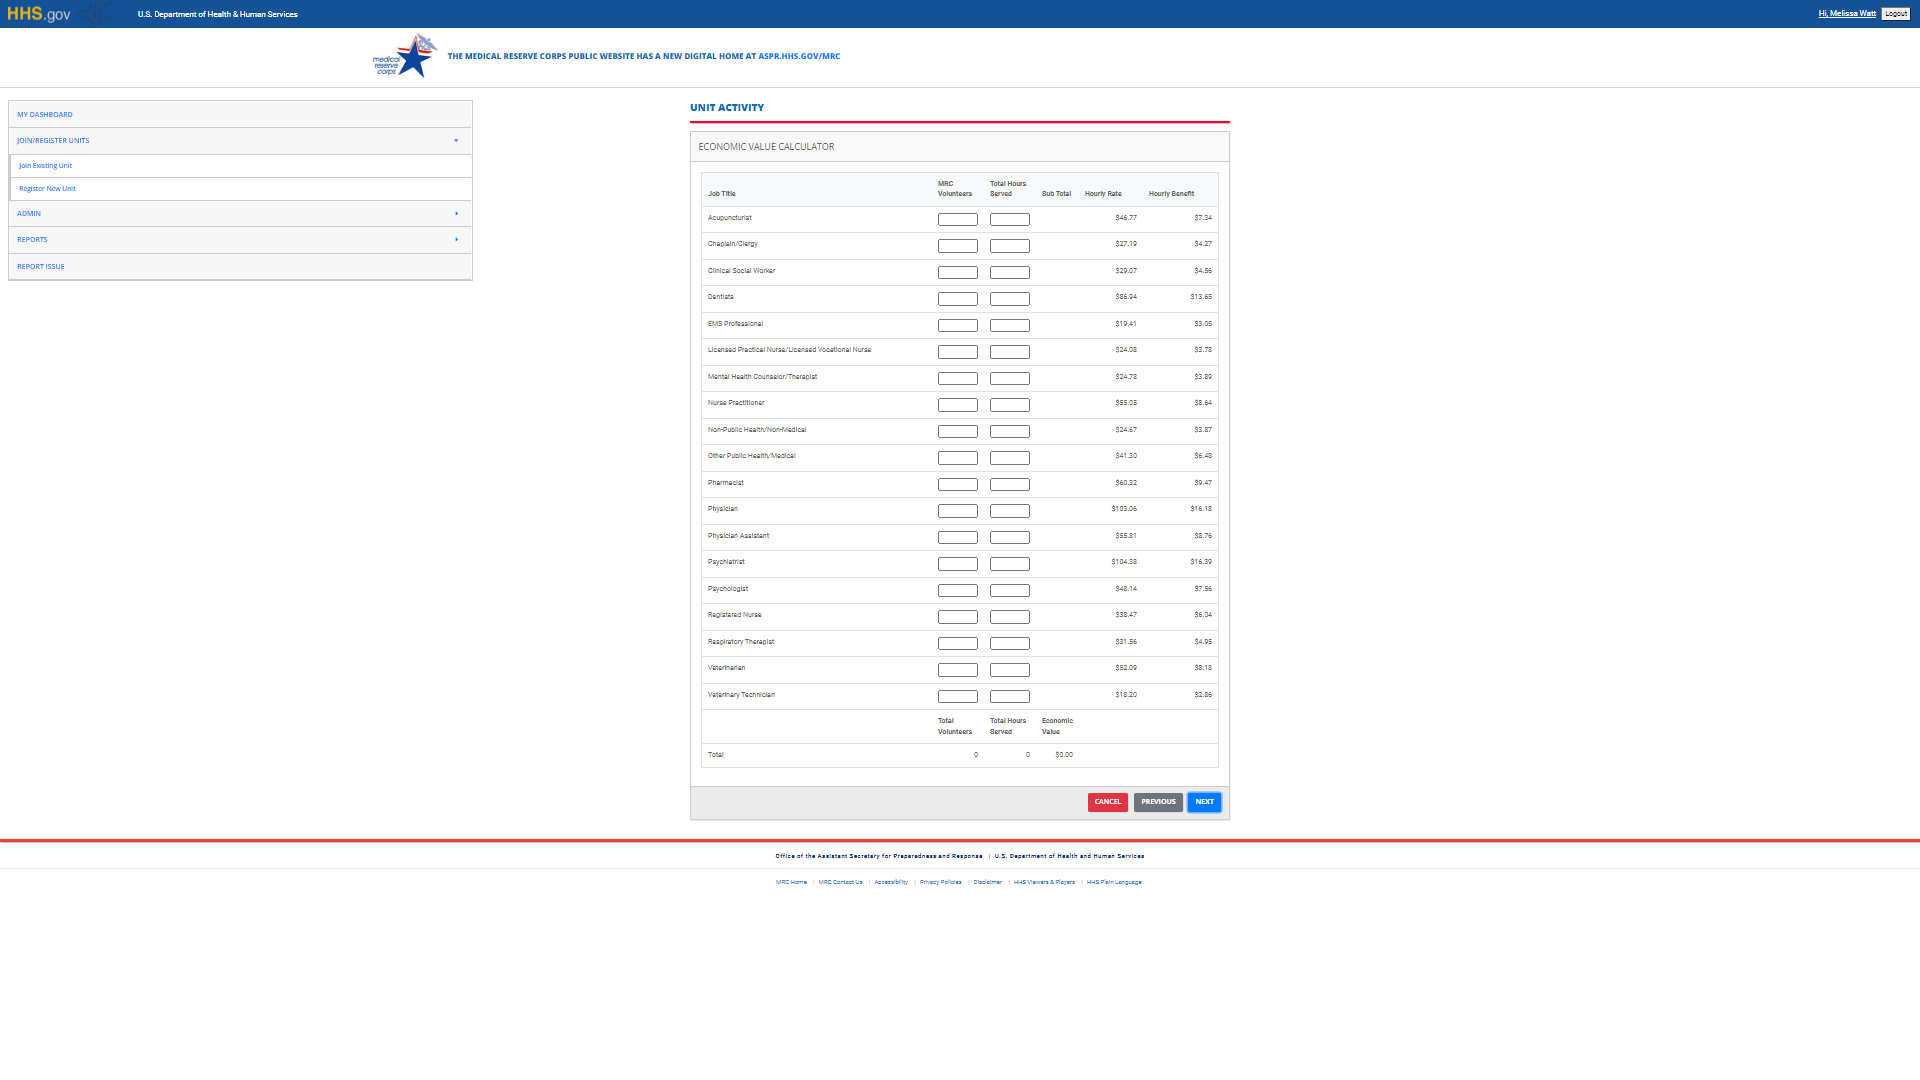 HHS.gov
U.S. Department of Health & Human Services
Hi, Melissa Watt Logout
medical reserve corps
THE MEDICAL RESERVE CORPS PUBLIC WEBSITE HAS A NEW DIGITAL HOME AT ASPR.HHS.GOV/MRC
MY DASHBOARD
JOIN/REGISTER UNITS
Join Existing Unit
Register New Unit
ADMIN
REPORTS
REPORT ISSUE
UNIT ACTIVITY
ECONOMIC VALUE CALCULATOR
Job Title MRC Volunteers Total Hours Served Sub Total Hourly Rate Hourly Benefit
Acupuncturist $46.77 $7.34
Chaplain/Clergy $27.19 $4.27
Clinical Social Worker $29.07 $4.56
Dentists $86.94 $13.65
EMS Professional $19.41 $3.05
Licensed Practical Nurse/Licensed Vocational Nurse $24.08 $3.78
Mental Health Counselor/Therapist $24.78 $3.89
Nurse Practitioner $55.05 $8.64
Non-Public Health/Non-Medical $24.67 $3.87
Other Public Health/Medical $41.30 $6.48
Pharmacist $60.32 $9.47
Physician $103.06 $16.18
Physician Assistant $55.81 $8.76
Psychiatrist $104.38 $16.39
Psychologist $48.14 $7.56
Registered Nurse $38.47 $6.04
Respiratory Therapist $31.56 $4.95
Veterinarian $52.09 $8.18
Veterinary Technician $18.20 $2.86
Total Volunteers Total Hours Served Economic Value
Total 0 0 $0.00
CANCEL PREVIOUS NEXT
Office of the Assistant Secretary for Preparedness and Response | U.S. Department of Health and Human Services
MRC Home | MRC Contact Us | Accessibility | Privacy Policies | Disclaimer | HHS Viewers & Players | HHS Plain Language